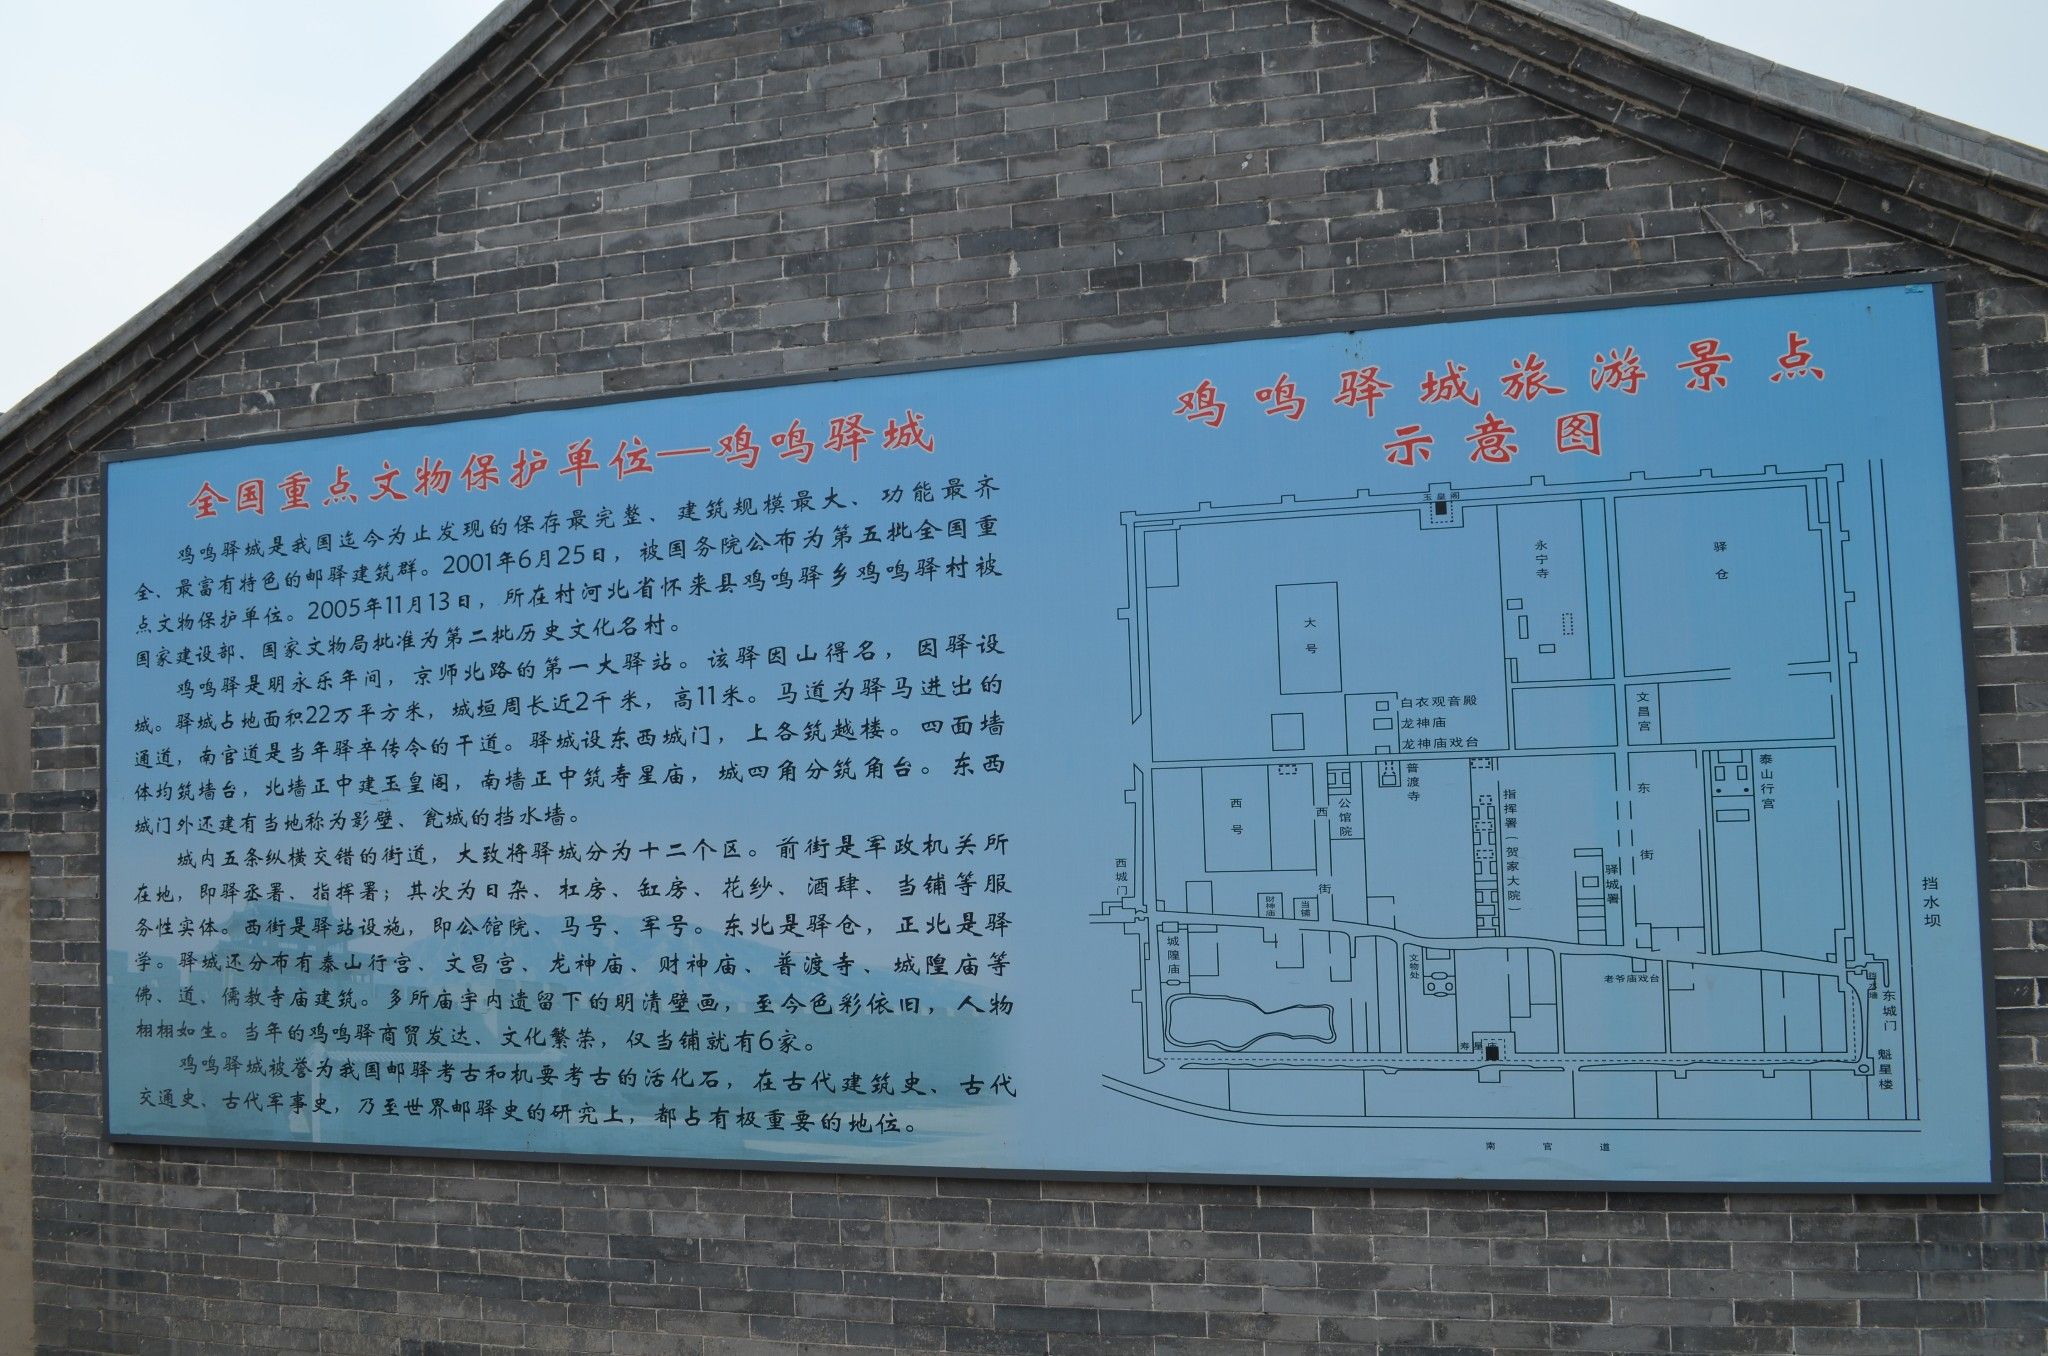 全国重点文物保护单位—鸡鸣驿城
鸡鸣驿城是我国迄今为止发现的保存最完整、建筑规模最大、功能最齐
全、最富有特色的邮驿建筑群。2001年6月25日，被国务院公布为第五批全国重
点文物保护单位。2005年11月13日，所在村河北省怀来县鸡鸣驿乡鸡鸣驿村被
国家建设部、国家文物局批准为第二批历史文化名村。
鸡鸣驿是明永乐年间，京师北路的第一大驿站。该驿因山得名，因驿设
城。驿城占地面积22万平方米，城垣周长近2千米，高11米。马道为驿马进出的
通道，南官道是当年驿卒传令的干道。驿城设东西城门，上各筑越楼。四面墙
体均筑墙台，北墙正中建玉皇阁，南墙正中筑寿星庙，城四角分筑角台。东西
城门外还建有当地称为影壁、瓮城的挡水墙。
城内五条纵横交错的街道，大致将驿城分为十二个区。前街是军政机关所
在地，即驿丞署、指挥署；其次为日杂、杠房、缸房、花纱、酒肆、当铺等服
务性实体。西街是驿站设施，即公馆院、马号、军号。东北是驿仓，正北是驿
学。驿城还分布有泰山行宫、文昌宫、龙神庙、财神庙、普渡寺、城隍庙等
佛、道、儒教寺庙建筑。多所庙宇内遗留下的明清壁画，至今色彩依旧，人物
栩栩如生。当年的鸡鸣驿商贸发达、文化繁荣，仅当铺就有6家。
鸡鸣驿城被誉为我国邮驿考古和机要考古的活化石，在古代建筑史、古代
交通史、古代军事史，乃至世界邮驿史的研究上，都占有极重要的地位。
鸡鸣驿城旅游景点
示意图
玉皇阁
永宁寺
驿仓
大号
白衣观音殿
龙神庙
龙神庙戏台
文昌宫
普渡寺
泰山行宫
西号
公馆院
西街
指挥署（贺家大院）
东街
驿城署
西城门
财神庙
当铺
挡水坝
城隍庙
文物处
老爷庙戏台
东城门
寿星庙
魁星楼
南官道